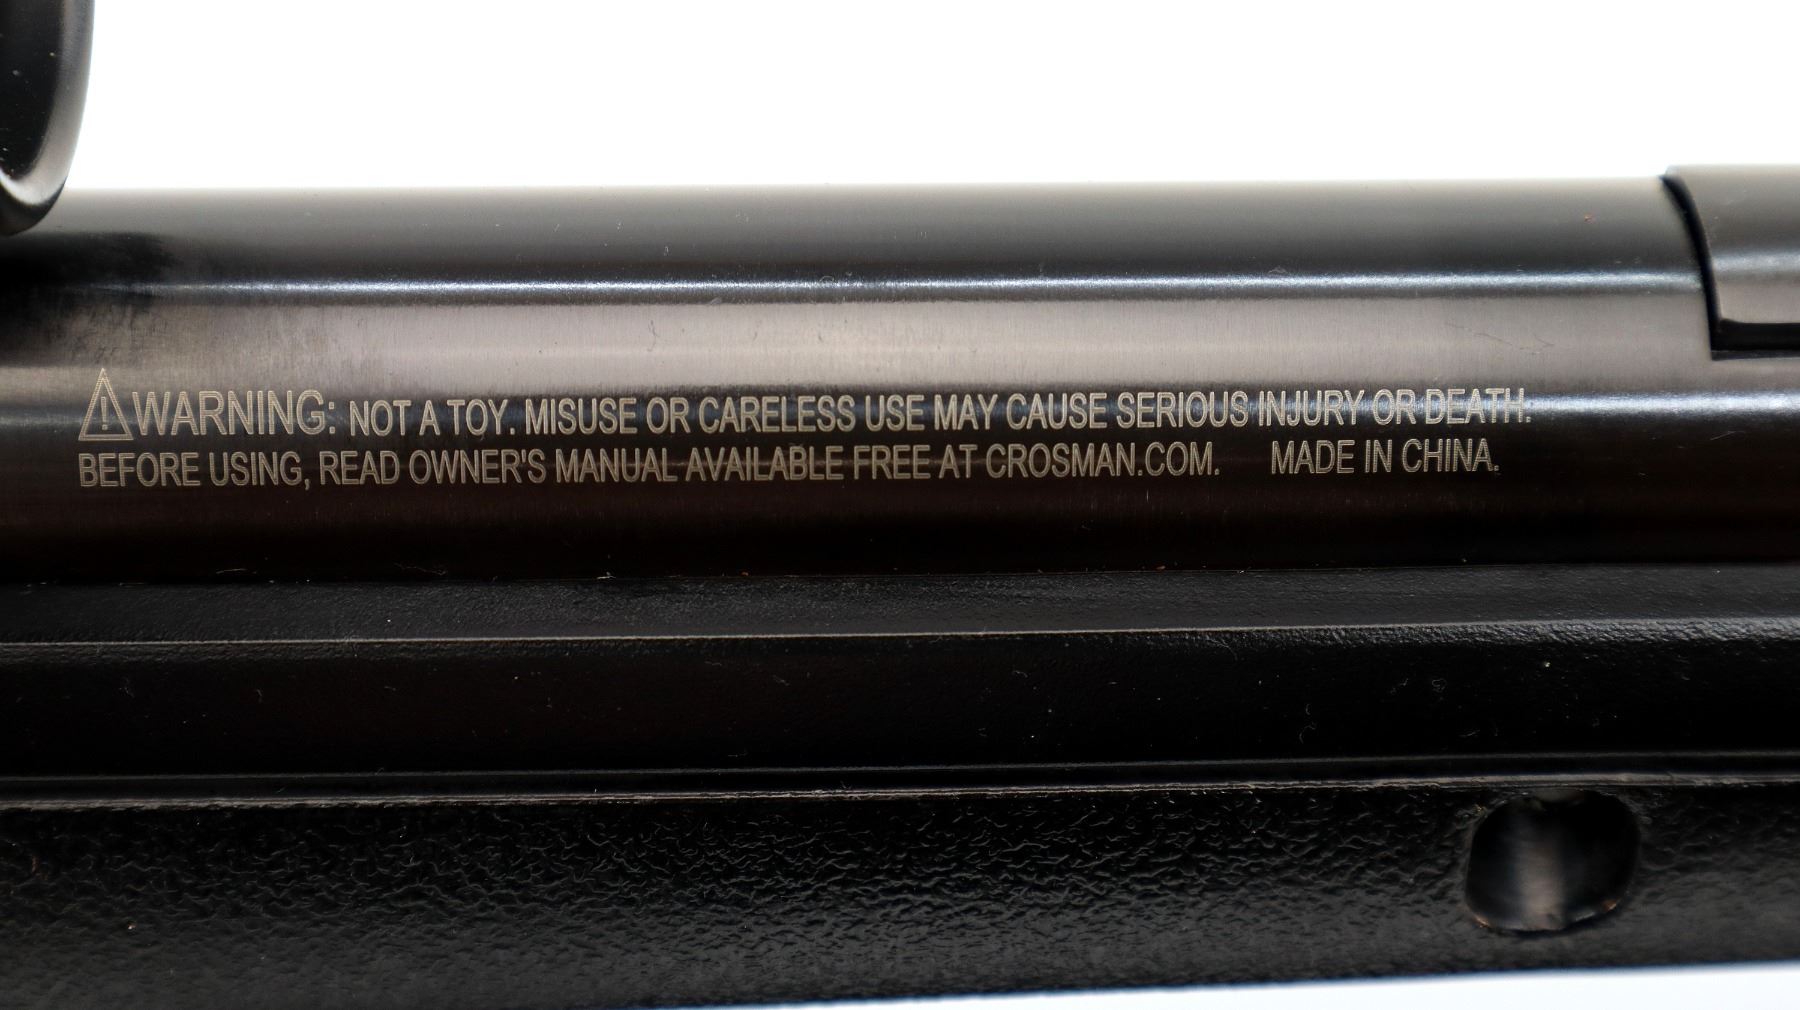 ⚠WARNING: NOT A TOY. MISUSE OR CARELESS USE MAY CAUSE SERIOUS INJURY OR DEATH.
BEFORE USING, READ OWNER'S MANUAL AVAILABLE FREE AT CROSMAN.COM. MADE IN CHINA.